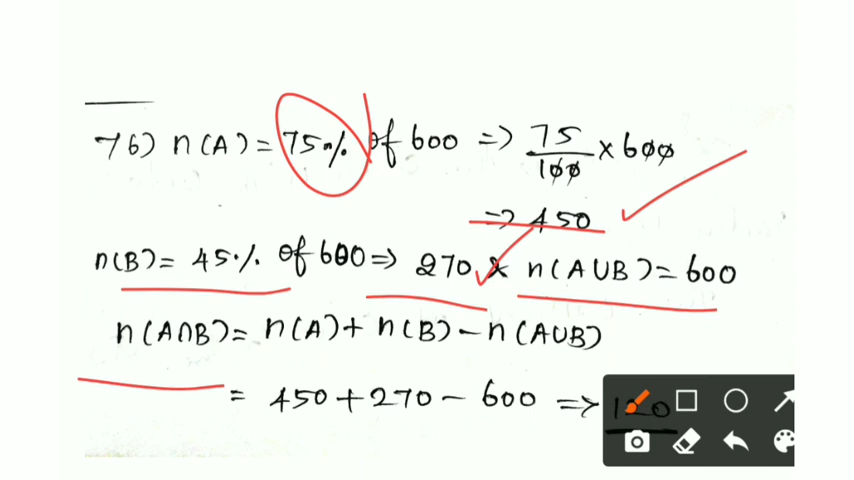 76) n(A) = 75% of 600 => 75/100 × 600
=> 450
n(B) = 45% of 600 => 270 & n(A∪B) = 600
n(A∩B) = n(A) + n(B) - n(A∪B)
= 450 + 270 - 600 => 120